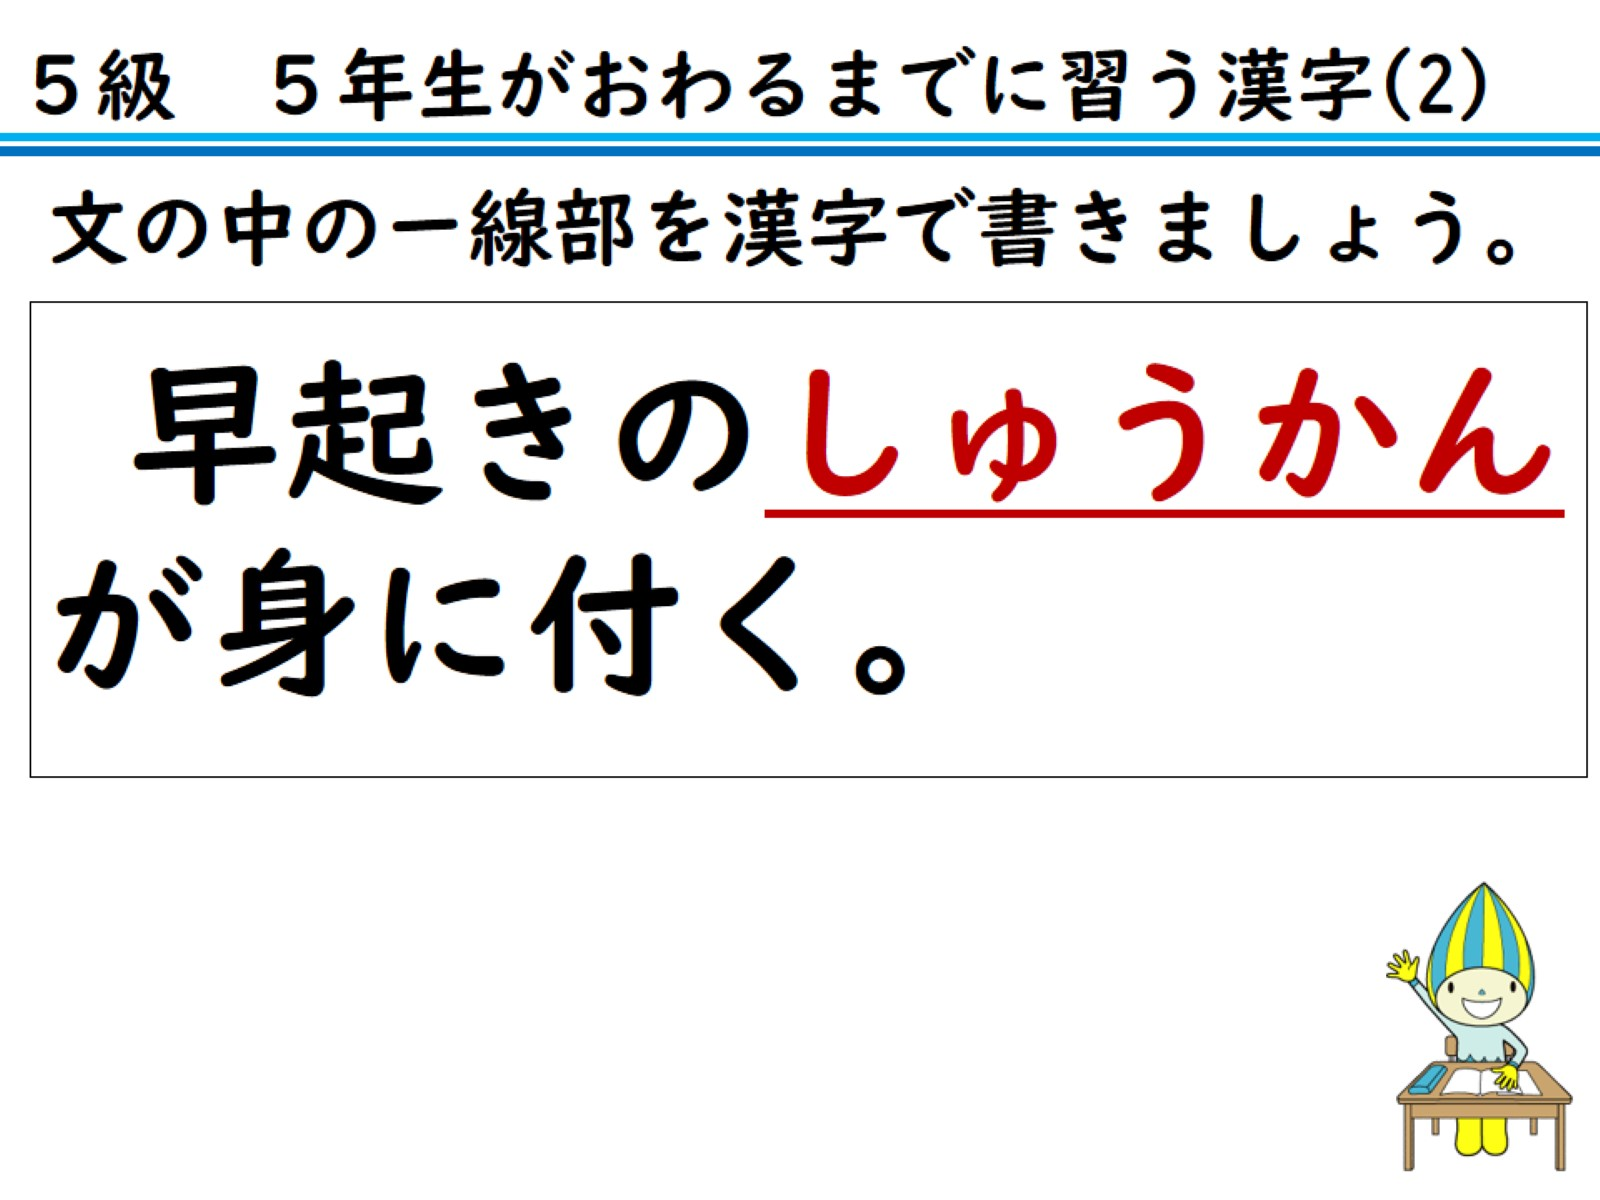 ５級　５年生がおわるまでに習う漢字(2)
文の中の一線部を漢字で書きましょう。
早起きのしゅうかん
が身に付く。